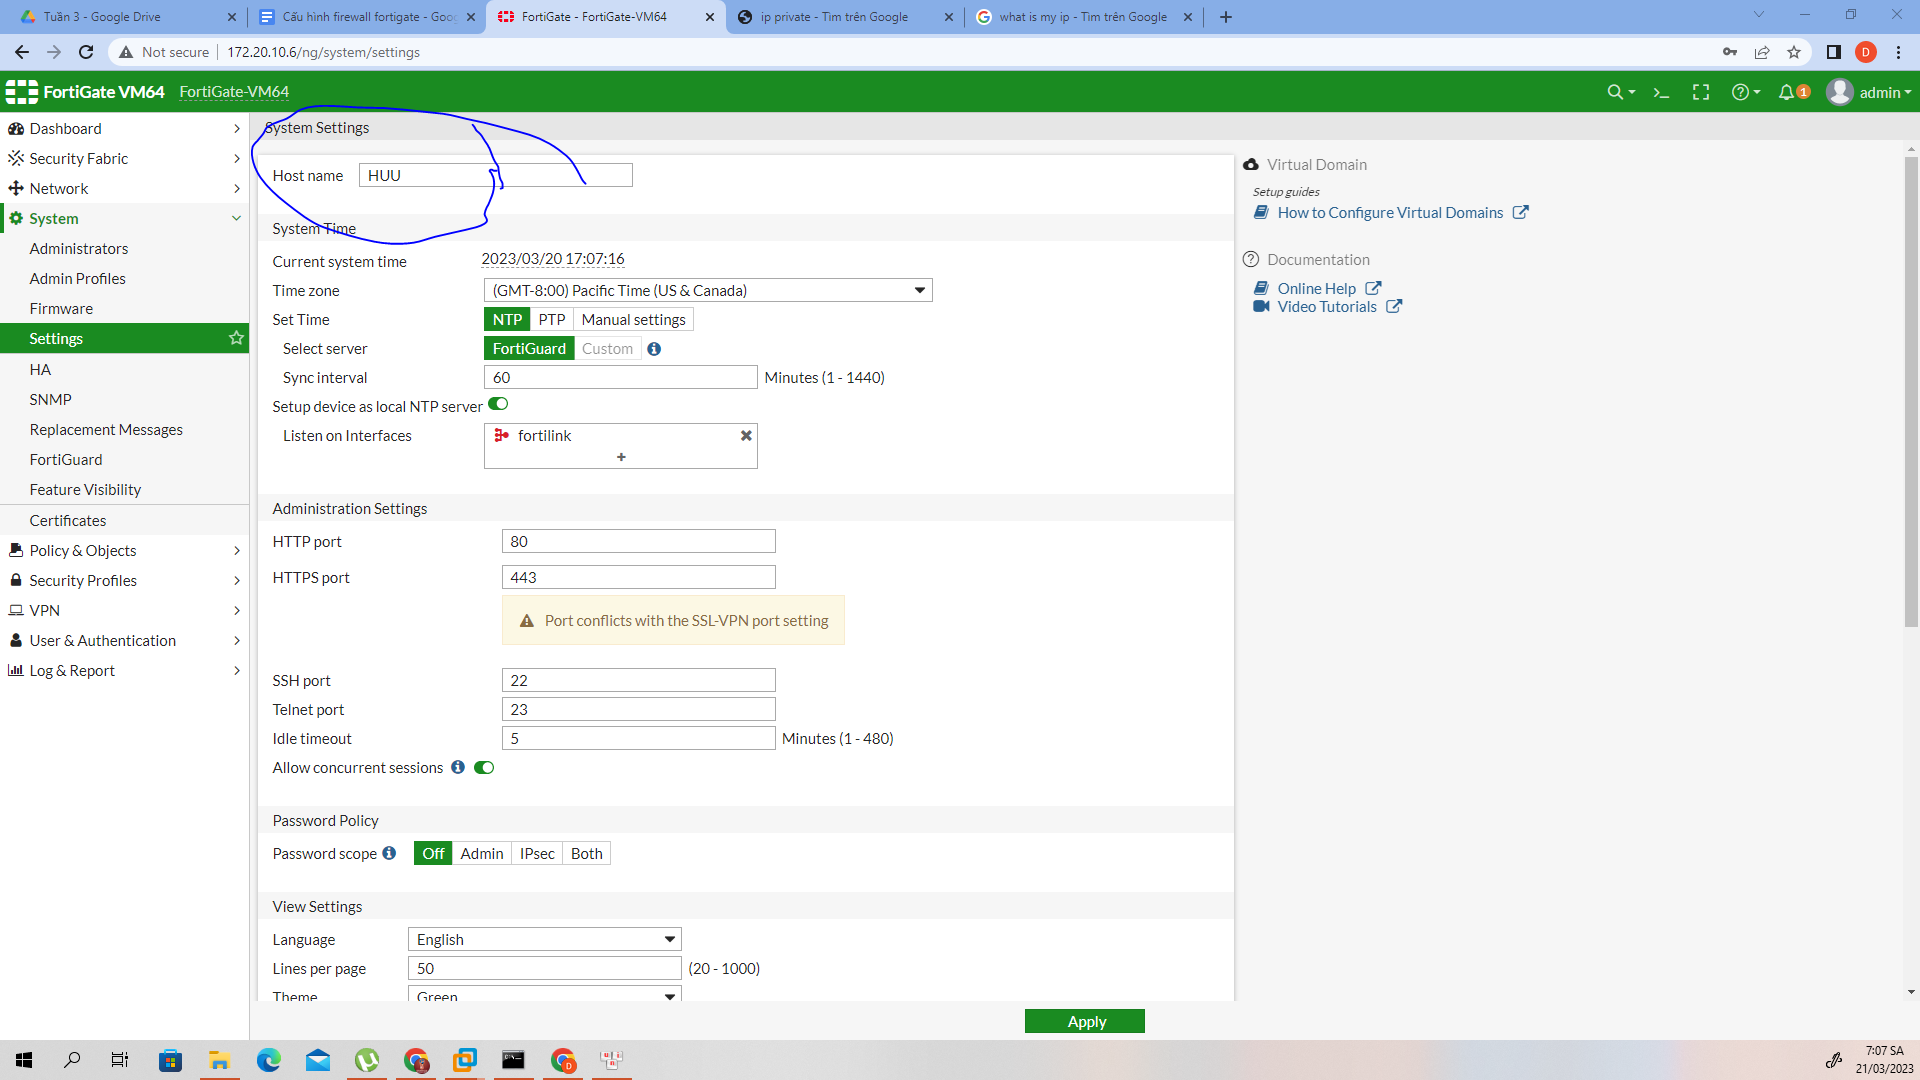 Tuần 3 - Google Drive
Cấu hình firewall fortigate - Goog
FortiGate - FortiGate-VM64
ip private - Tìm trên Google
what is my ip - Tìm trên Google
Not secure
172.20.10.6/ng/system/settings
D
FortiGate VM64
FortiGate-VM64
1
admin
Dashboard
Security Fabric
Network
System
Administrators
Admin Profiles
Firmware
Settings
HA
SNMP
Replacement Messages
FortiGuard
Feature Visibility
Certificates
Policy & Objects
Security Profiles
VPN
User & Authentication
Log & Report
System Settings
Host name HUU
System Time
Current system time 2023/03/20 17:07:16
Time zone (GMT-8:00) Pacific Time (US & Canada)
Set Time NTP PTP Manual settings
Select server FortiGuard Custom
Sync interval 60 Minutes (1 - 1440)
Setup device as local NTP server
Listen on Interfaces fortilink
Administration Settings
HTTP port 80
HTTPS port 443
Port conflicts with the SSL-VPN port setting
SSH port 22
Telnet port 23
Idle timeout 5 Minutes (1 - 480)
Allow concurrent sessions
Password Policy
Password scope Off Admin IPsec Both
View Settings
Language English
Lines per page 50 (20 - 1000)
Theme Green
Apply
Virtual Domain
Setup guides
How to Configure Virtual Domains
Documentation
Online Help
Video Tutorials
7:07 SA
21/03/2023